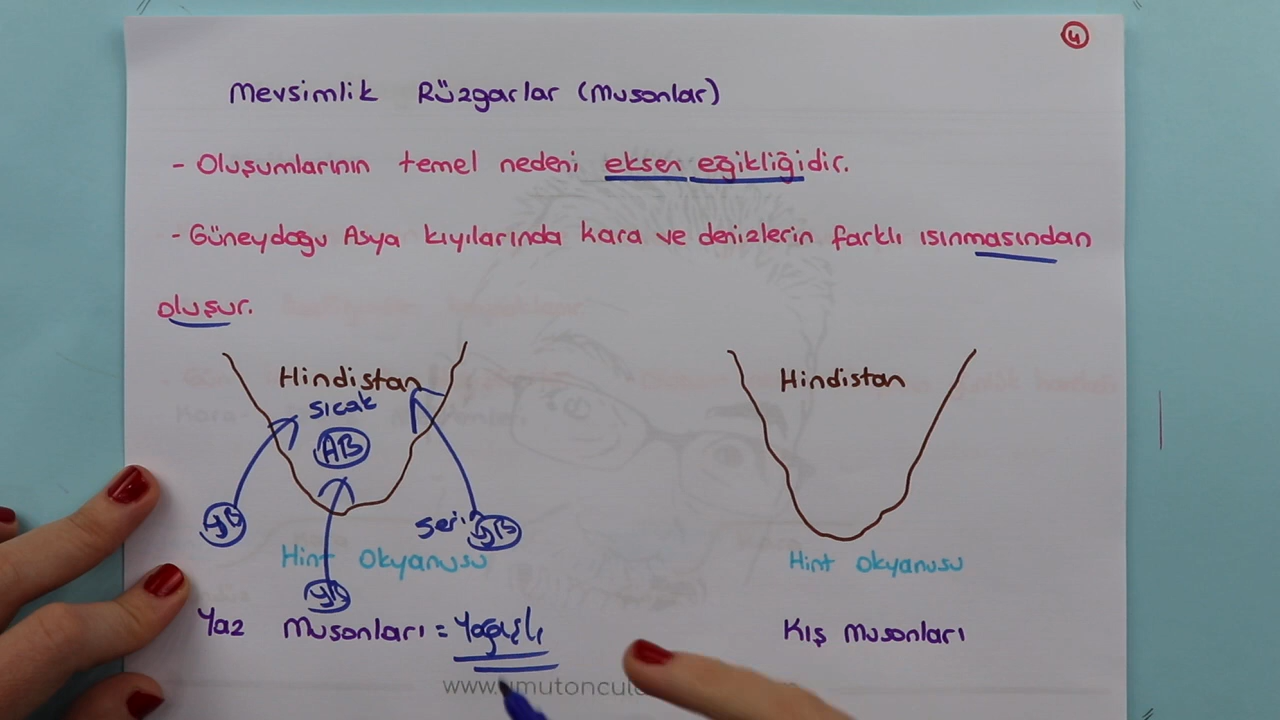 4
Mevsimlik Rüzgarlar (Musonlar)
- Oluşumlarının temel nedeni eksen eğikliğidir.
- Güneydoğu Asya kıyılarında kara ve denizlerin farklı ısınmasından
oluşur.
Hindistan
sıcak
AB
YB
YB
Hint Okyanusu
YB
Yaz Musonları = Yağışlı
Hindistan
Hint Okyanusu
Kış Musonları